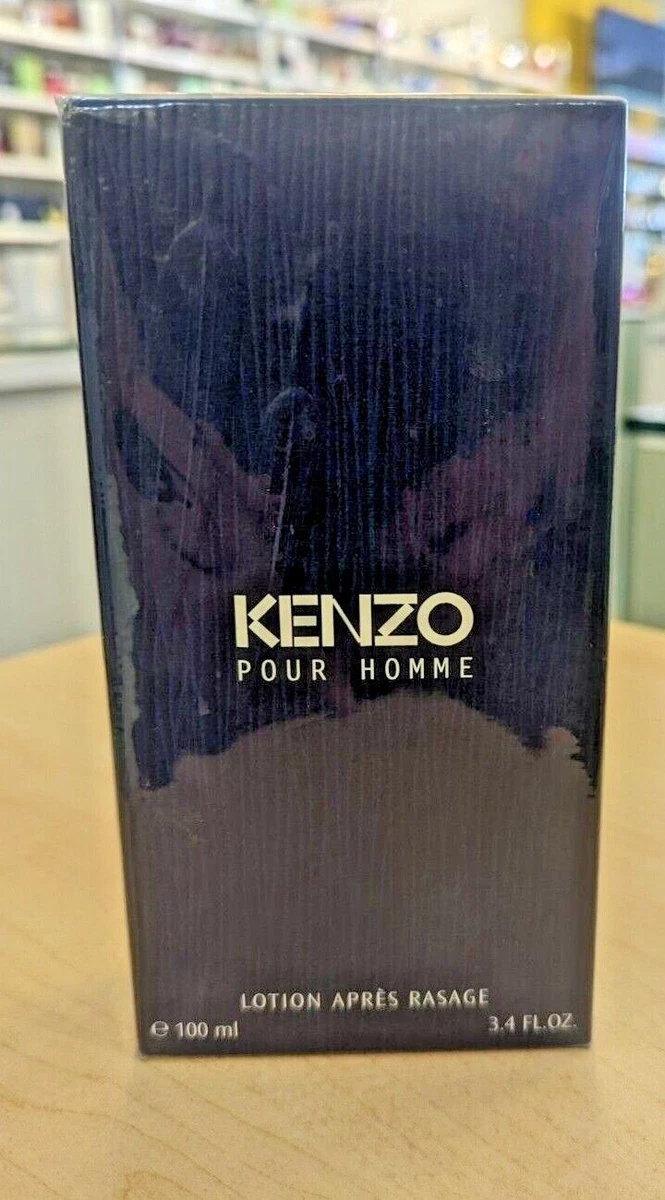 KENZO
POUR HOMME
LOTION APRÈS RASAGE
℮ 100 ml 3.4 FL.OZ.